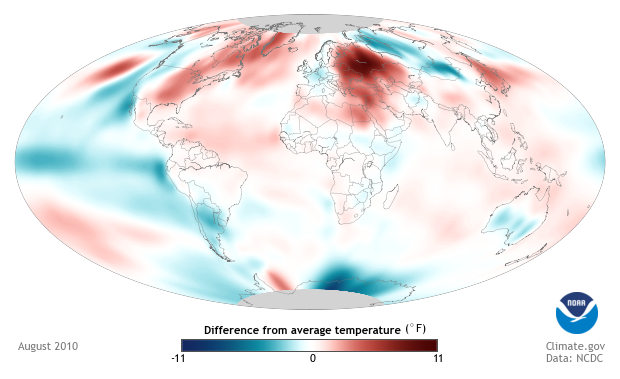 NOAA
Difference from average temperature (°F)
August 2010
-11 0 11
Climate.gov
Data: NCDC